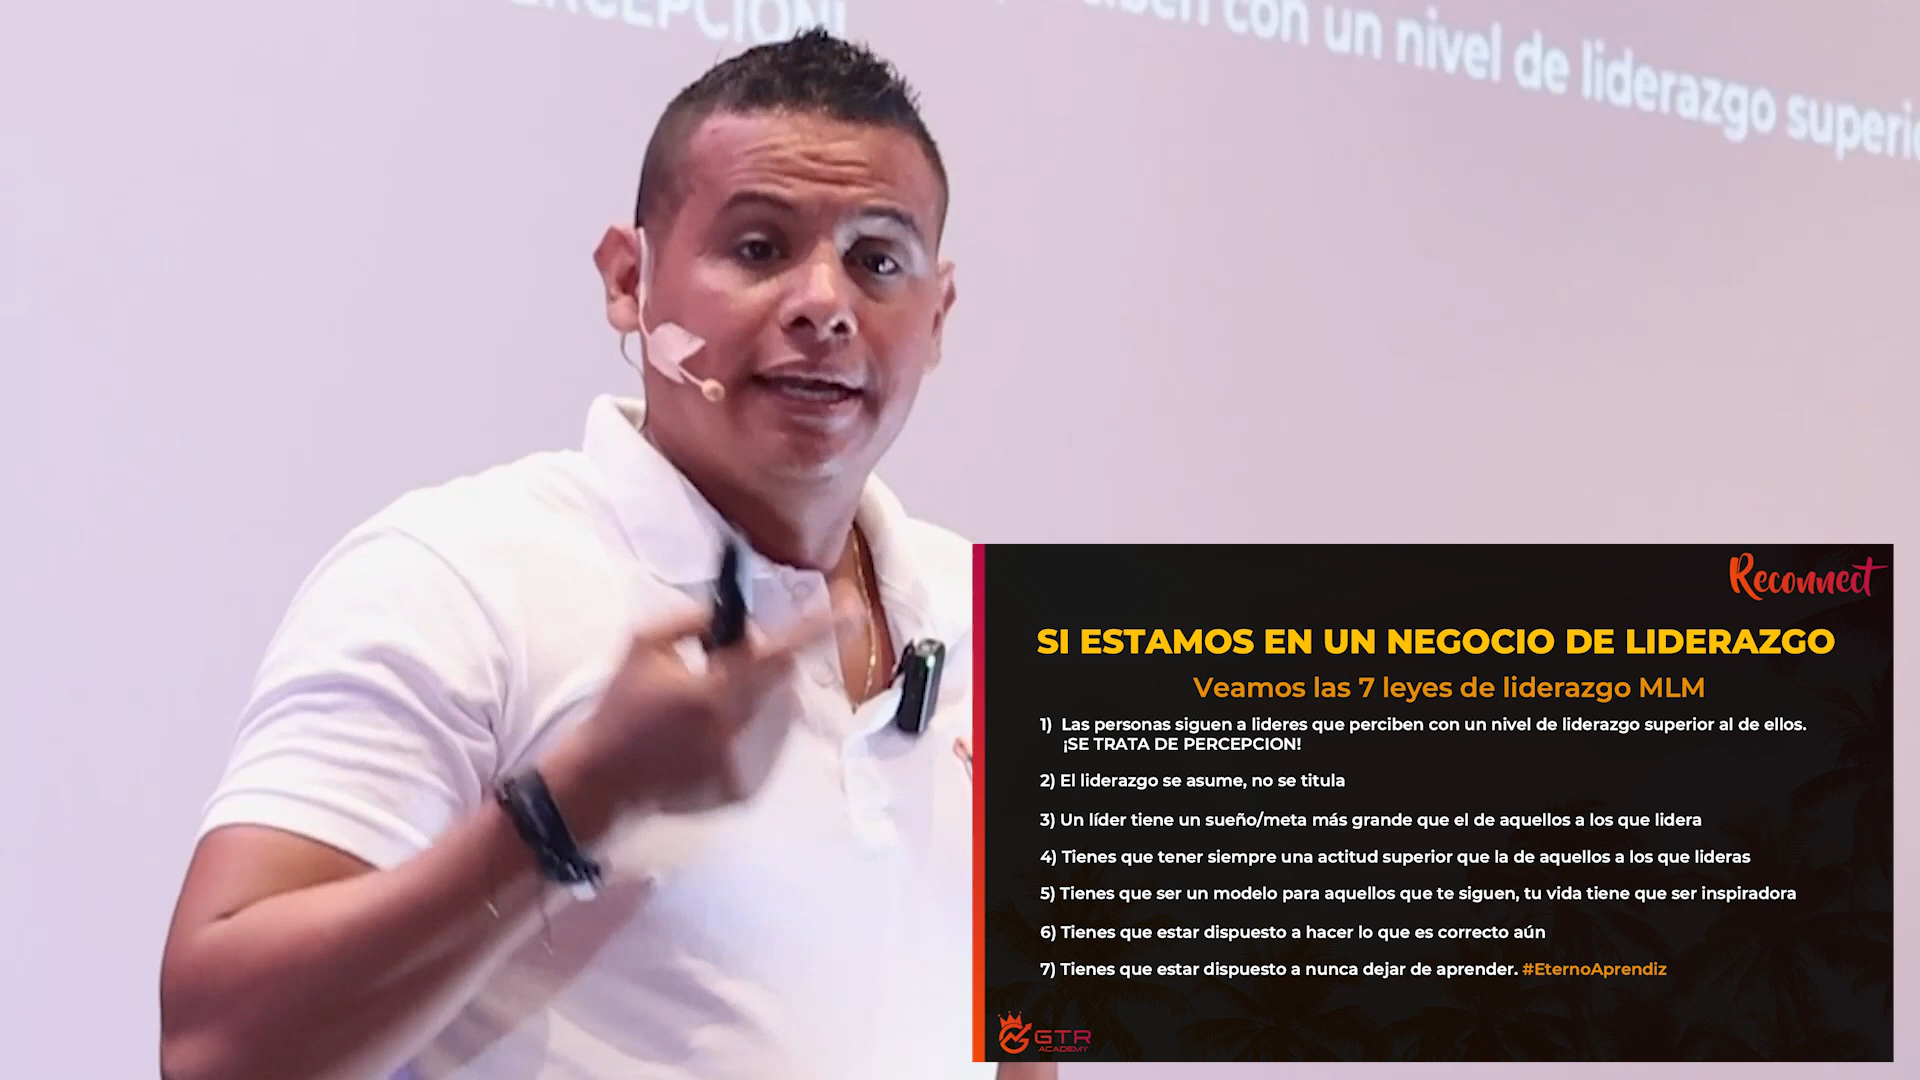 PERCEPCION!
ciben con un nivel de liderazgo superio
Reconnect
SI ESTAMOS EN UN NEGOCIO DE LIDERAZGO
Veamos las 7 leyes de liderazgo MLM
1) Las personas siguen a lideres que perciben con un nivel de liderazgo superior al de ellos.
¡SE TRATA DE PERCEPCION!
2) El liderazgo se asume, no se titula
3) Un líder tiene un sueño/meta más grande que el de aquellos a los que lidera
4) Tienes que tener siempre una actitud superior que la de aquellos a los que lideras
5) Tienes que ser un modelo para aquellos que te siguen, tu vida tiene que ser inspiradora
6) Tienes que estar dispuesto a hacer lo que es correcto aún
7) Tienes que estar dispuesto a nunca dejar de aprender. #EternoAprendiz
GTR
ACADEMY